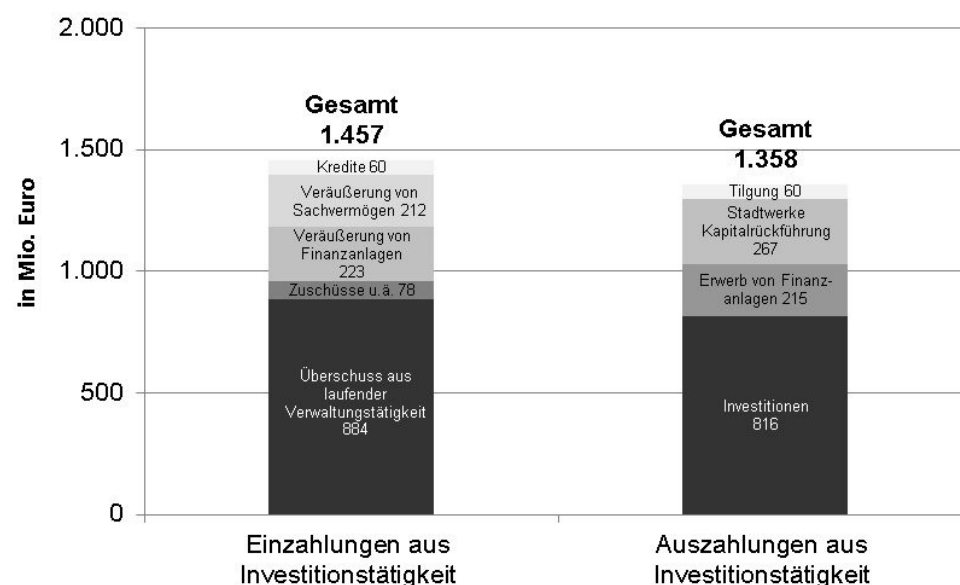 in Mio. Euro
2.000
1.500
1.000
500
0
Gesamt
1.457
Kredite 60
Veräußerung von
Sachvermögen 212
Veräußerung von
Finanzanlagen
223
Zuschüsse u.ä. 78
Überschuss aus
laufender
Verwaltungstätigkeit
884
Einzahlungen aus
Investitionstätigkeit
Gesamt
1.358
Tilgung 60
Stadtwerke
Kapitalrückführung
267
Erwerb von Finanz-
anlagen 215
Investitionen
816
Auszahlungen aus
Investitionstätigkeit